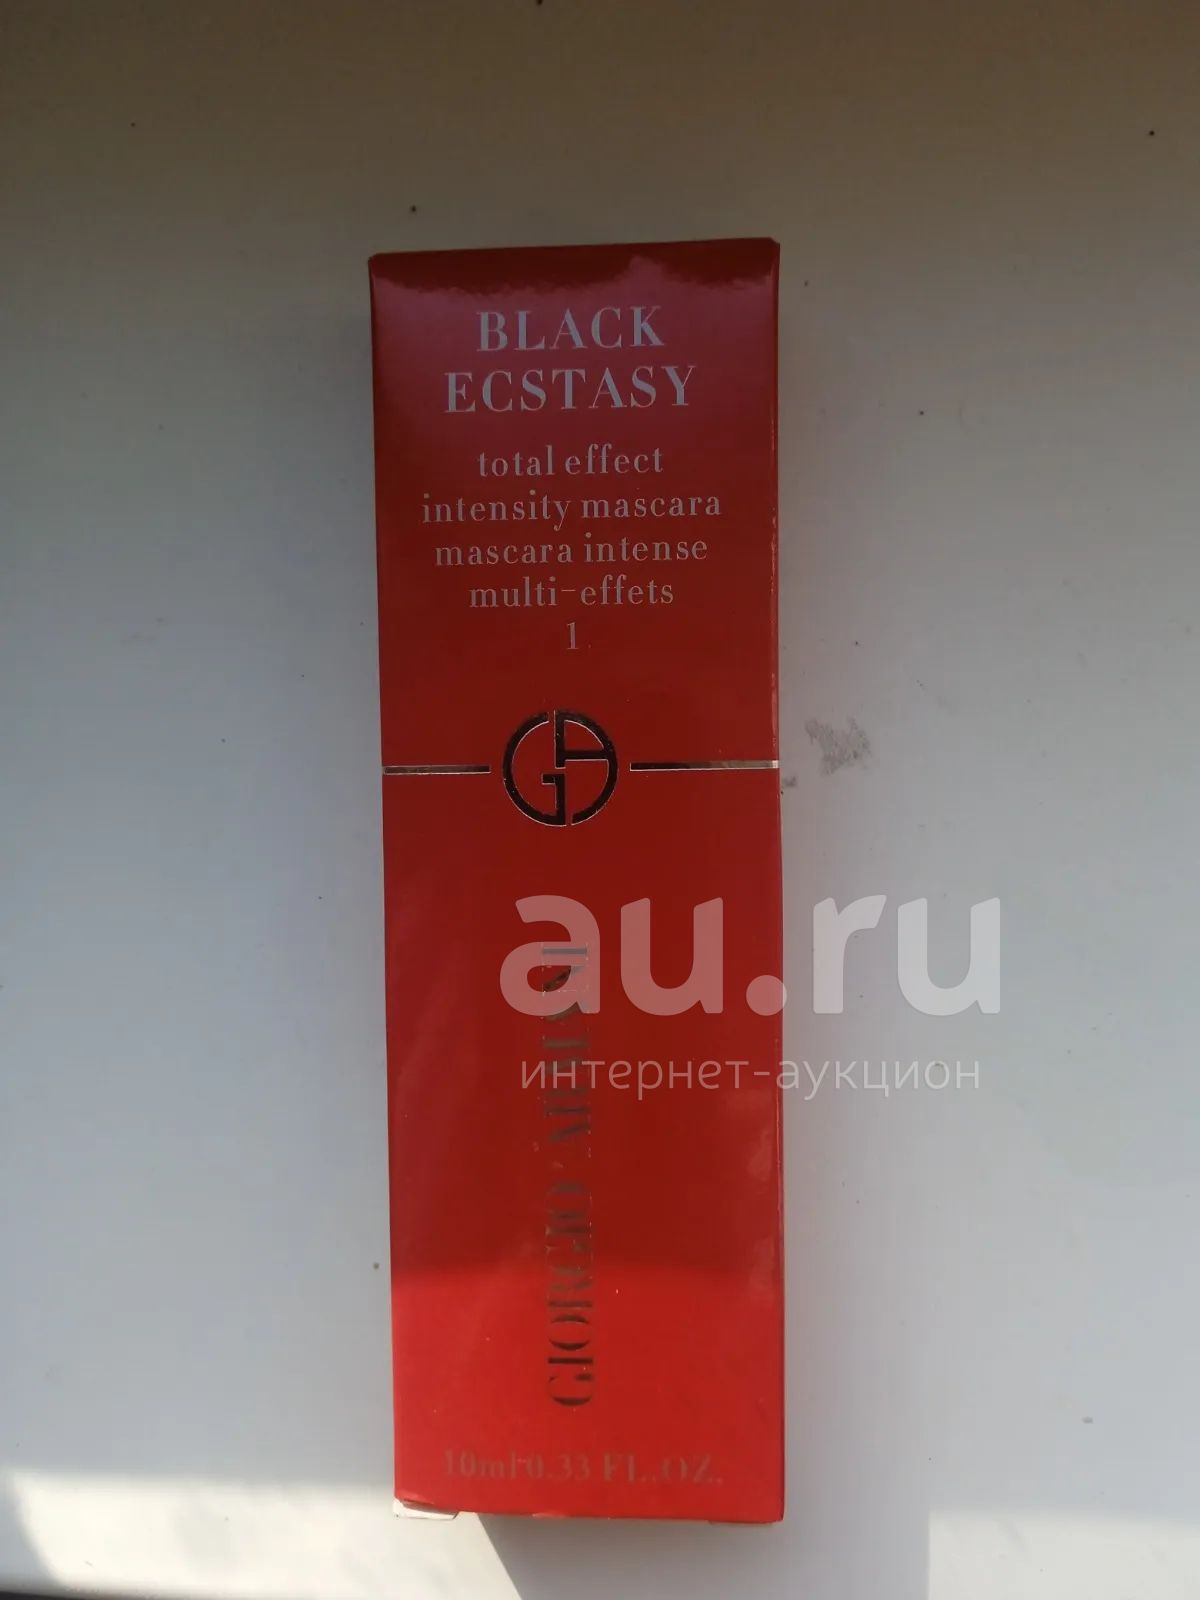 BLACK
ECSTASY
total effect
intensity mascara
mascara intense
multi-effets
1
GA
au.ru
интернет-аукцион
GIORGIO ARMANI
10ml 0.33 FL.OZ.